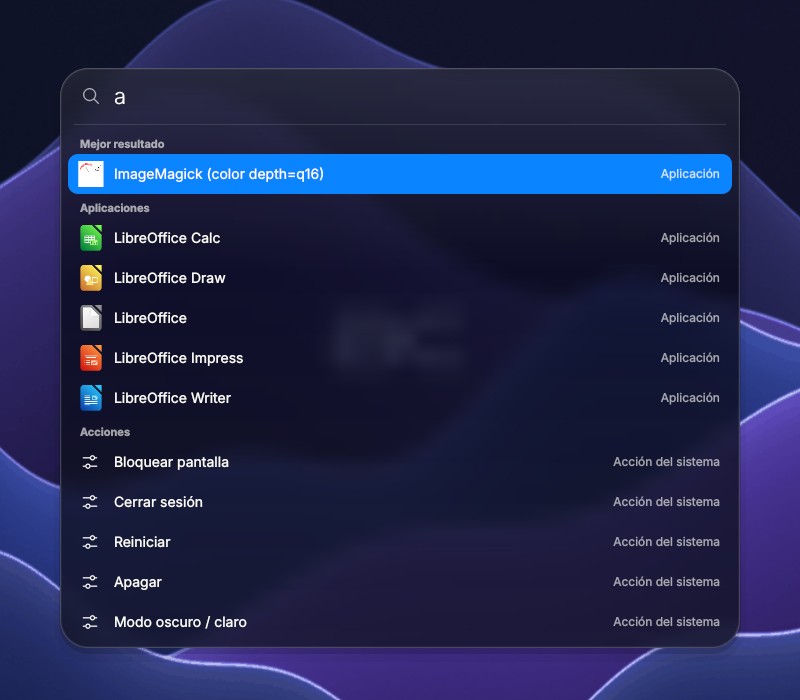 a
Mejor resultado
ImageMagick (color depth=q16) Aplicación
Aplicaciones
LibreOffice Calc Aplicación
LibreOffice Draw Aplicación
LibreOffice Aplicación
LibreOffice Impress Aplicación
LibreOffice Writer Aplicación
Acciones
Bloquear pantalla Acción del sistema
Cerrar sesión Acción del sistema
Reiniciar Acción del sistema
Apagar Acción del sistema
Modo oscuro / claro Acción del sistema